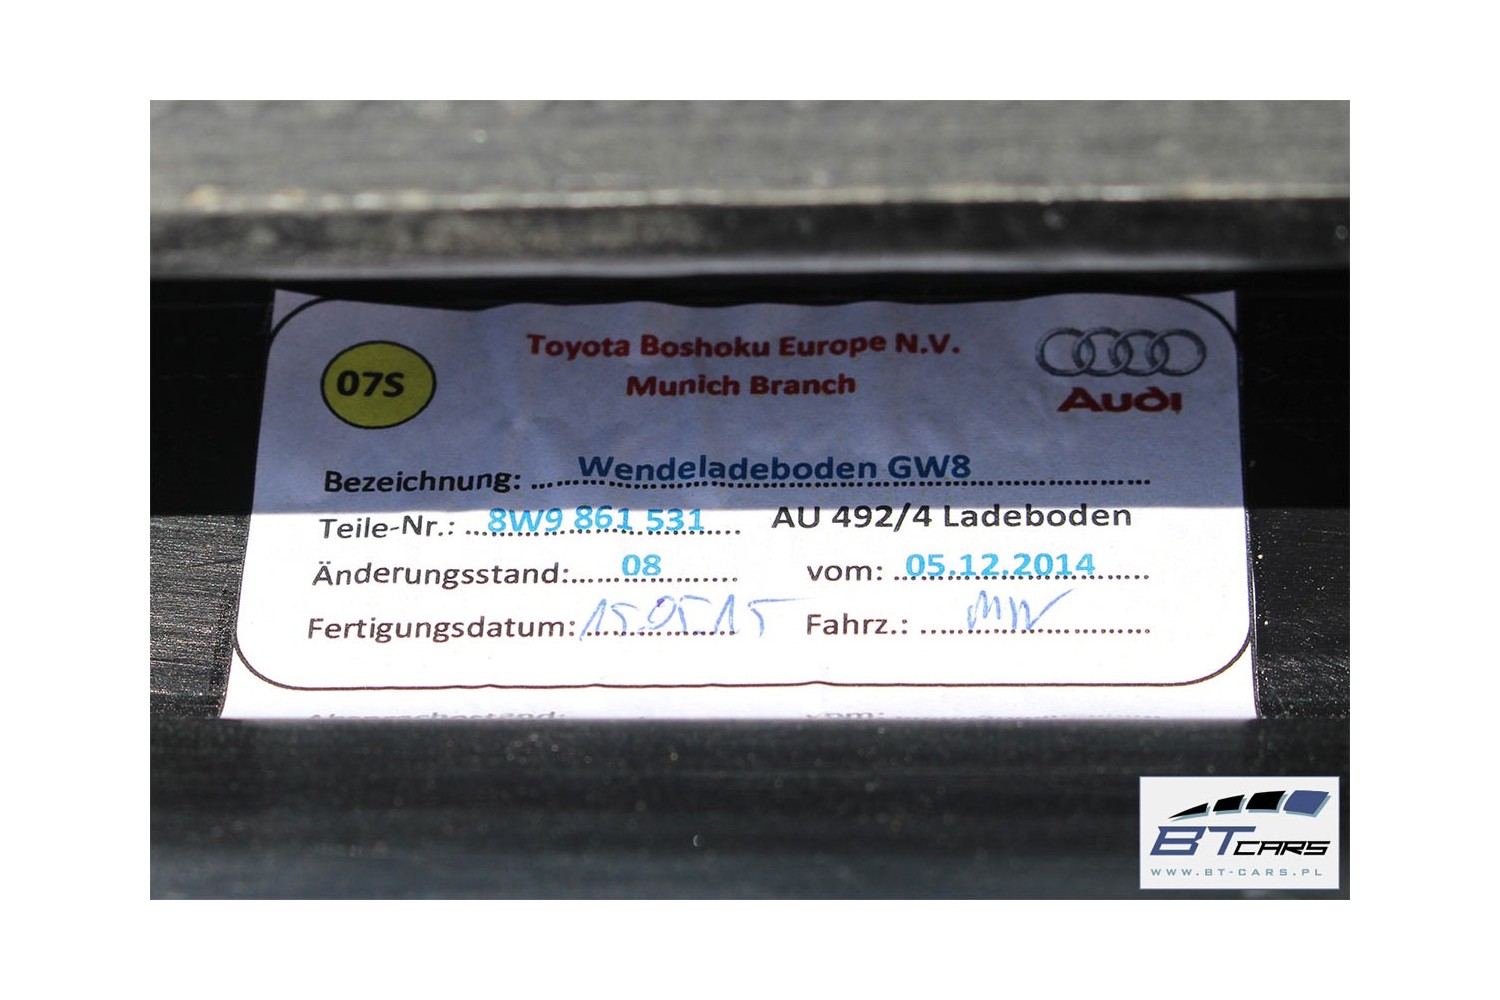 07S
Toyota Boshoku Europe N.V.
Munich Branch
Audi
Bezeichnung: Wendeladeboden GW8
Teile-Nr.: 8W9 861 531 AU 492/4 Ladeboden
Änderungsstand: 08 vom: 05.12.2014
Fertigungsdatum: 15.05.15 Fahrz.: MW
vom:
BT CARS
WWW.BT-CARS.PL